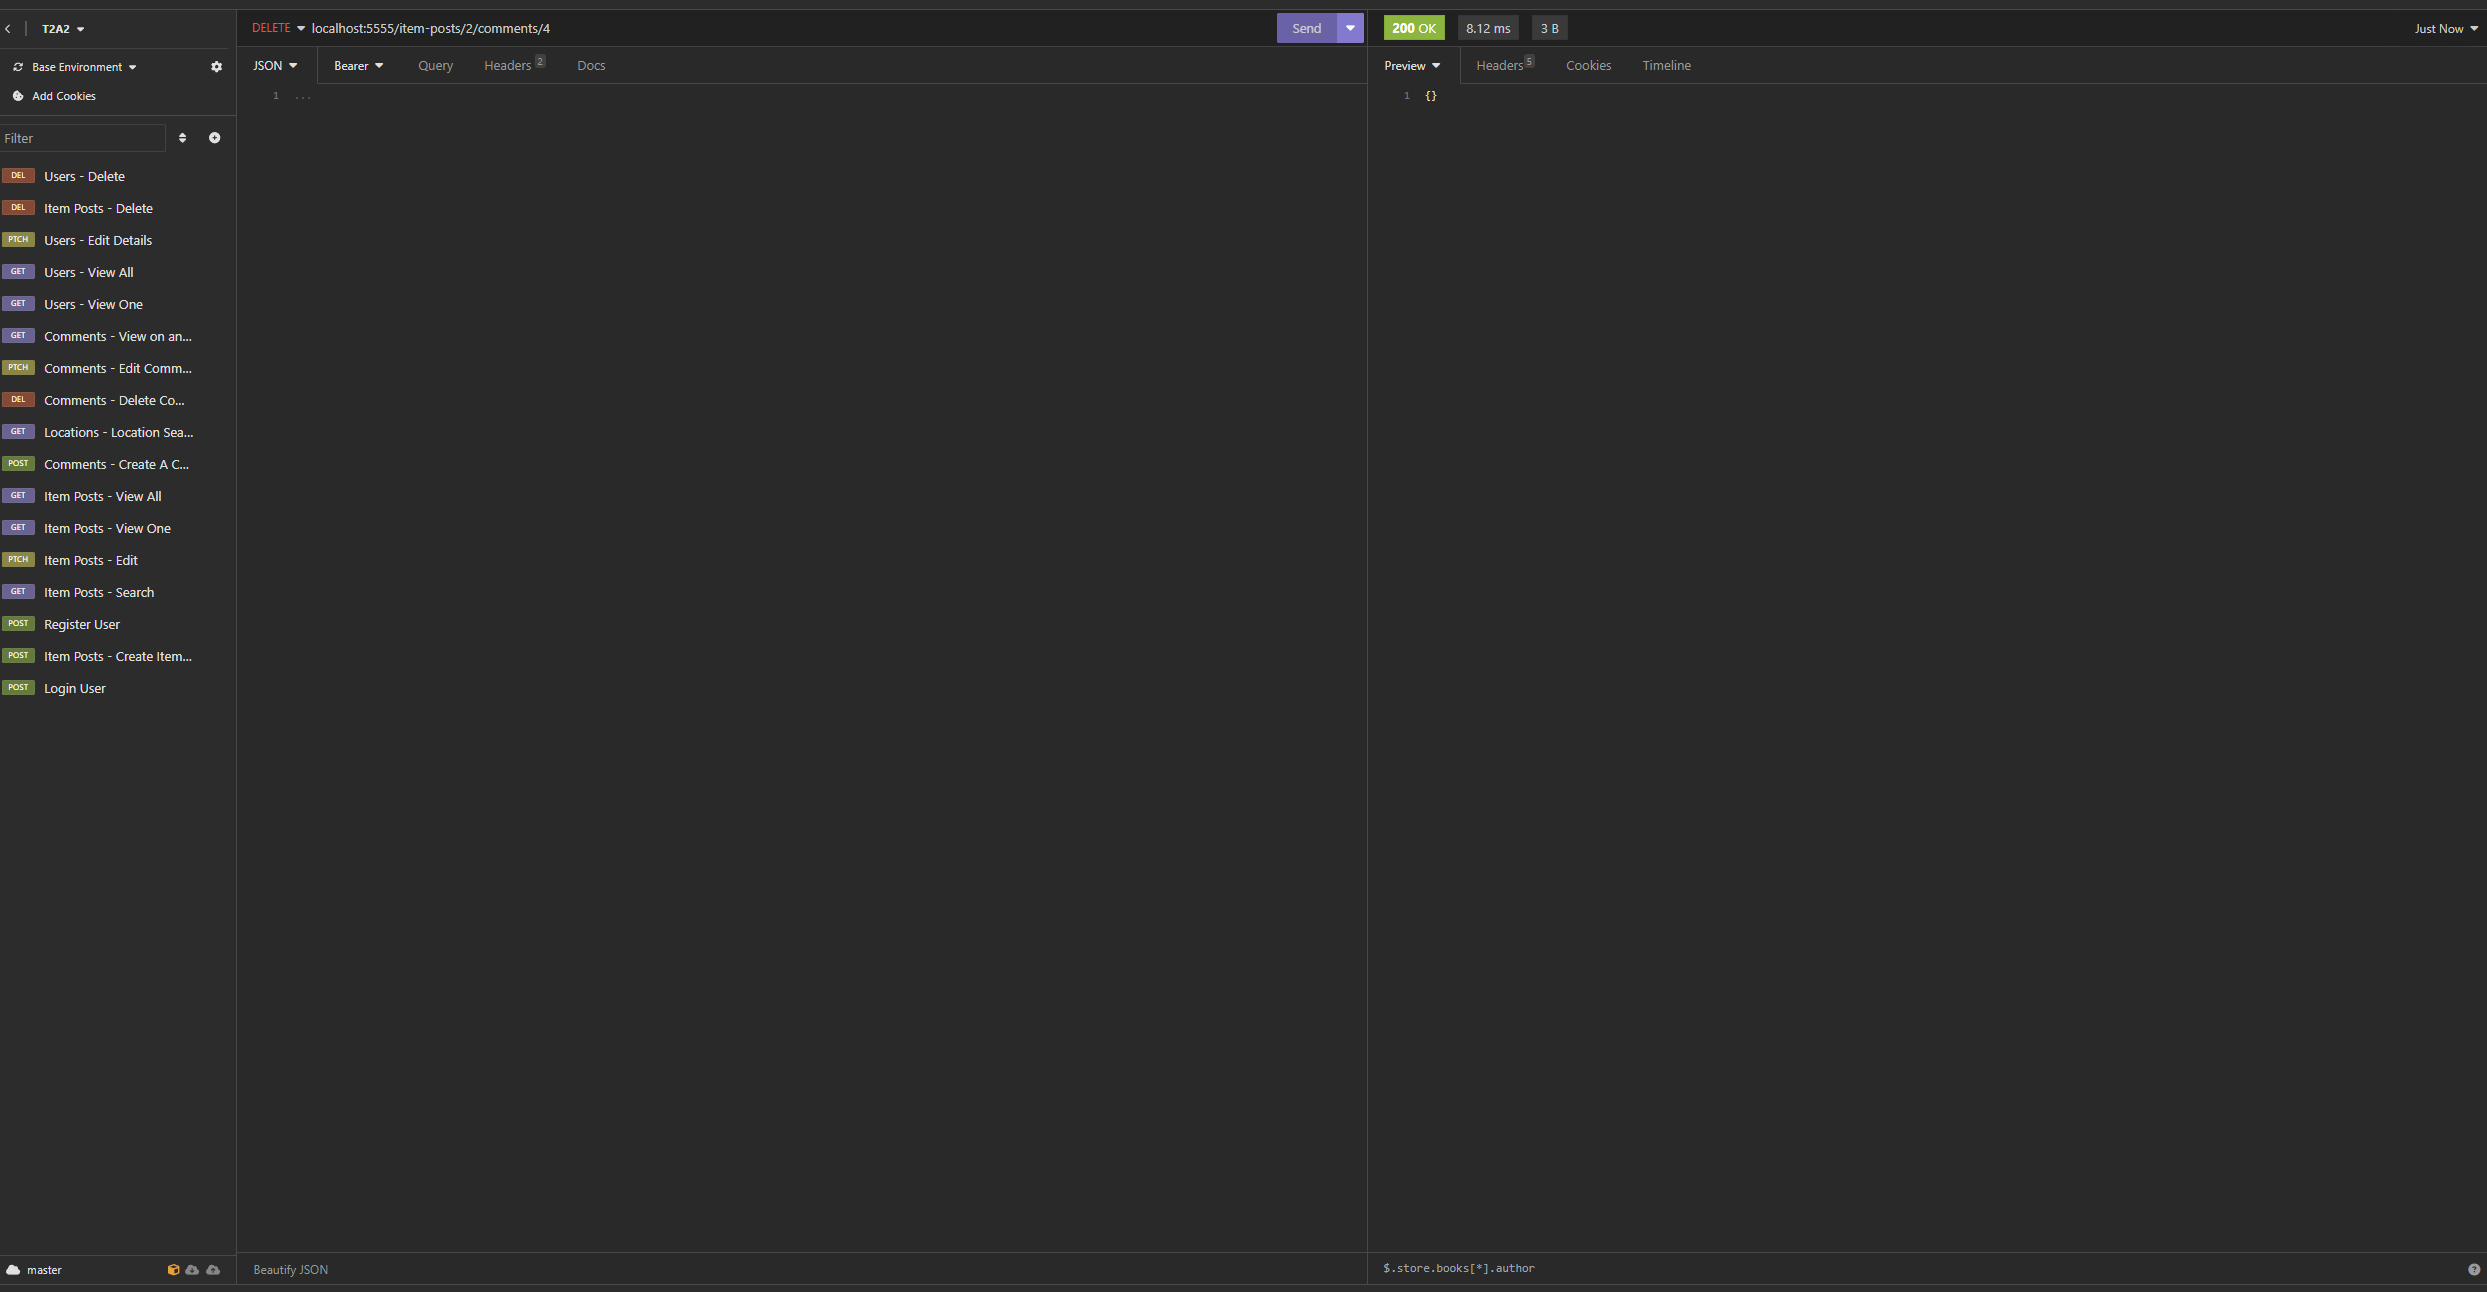 T2A2
Base Environment
Add Cookies
Filter
DEL Users - Delete
DEL Item Posts - Delete
PTCH Users - Edit Details
GET Users - View All
GET Users - View One
GET Comments - View on an...
PTCH Comments - Edit Comm...
DEL Comments - Delete Co...
GET Locations - Location Sea...
POST Comments - Create A C...
GET Item Posts - View All
GET Item Posts - View One
PTCH Item Posts - Edit
GET Item Posts - Search
POST Register User
POST Item Posts - Create Item...
POST Login User
master
DELETE localhost:5555/item-posts/2/comments/4 Send
JSON Bearer Query Headers 2 Docs
1 ...
Beautify JSON
200 OK 8.12 ms 3 B Just Now
Preview Headers 5 Cookies Timeline
1 {}
$.store.books[*].author